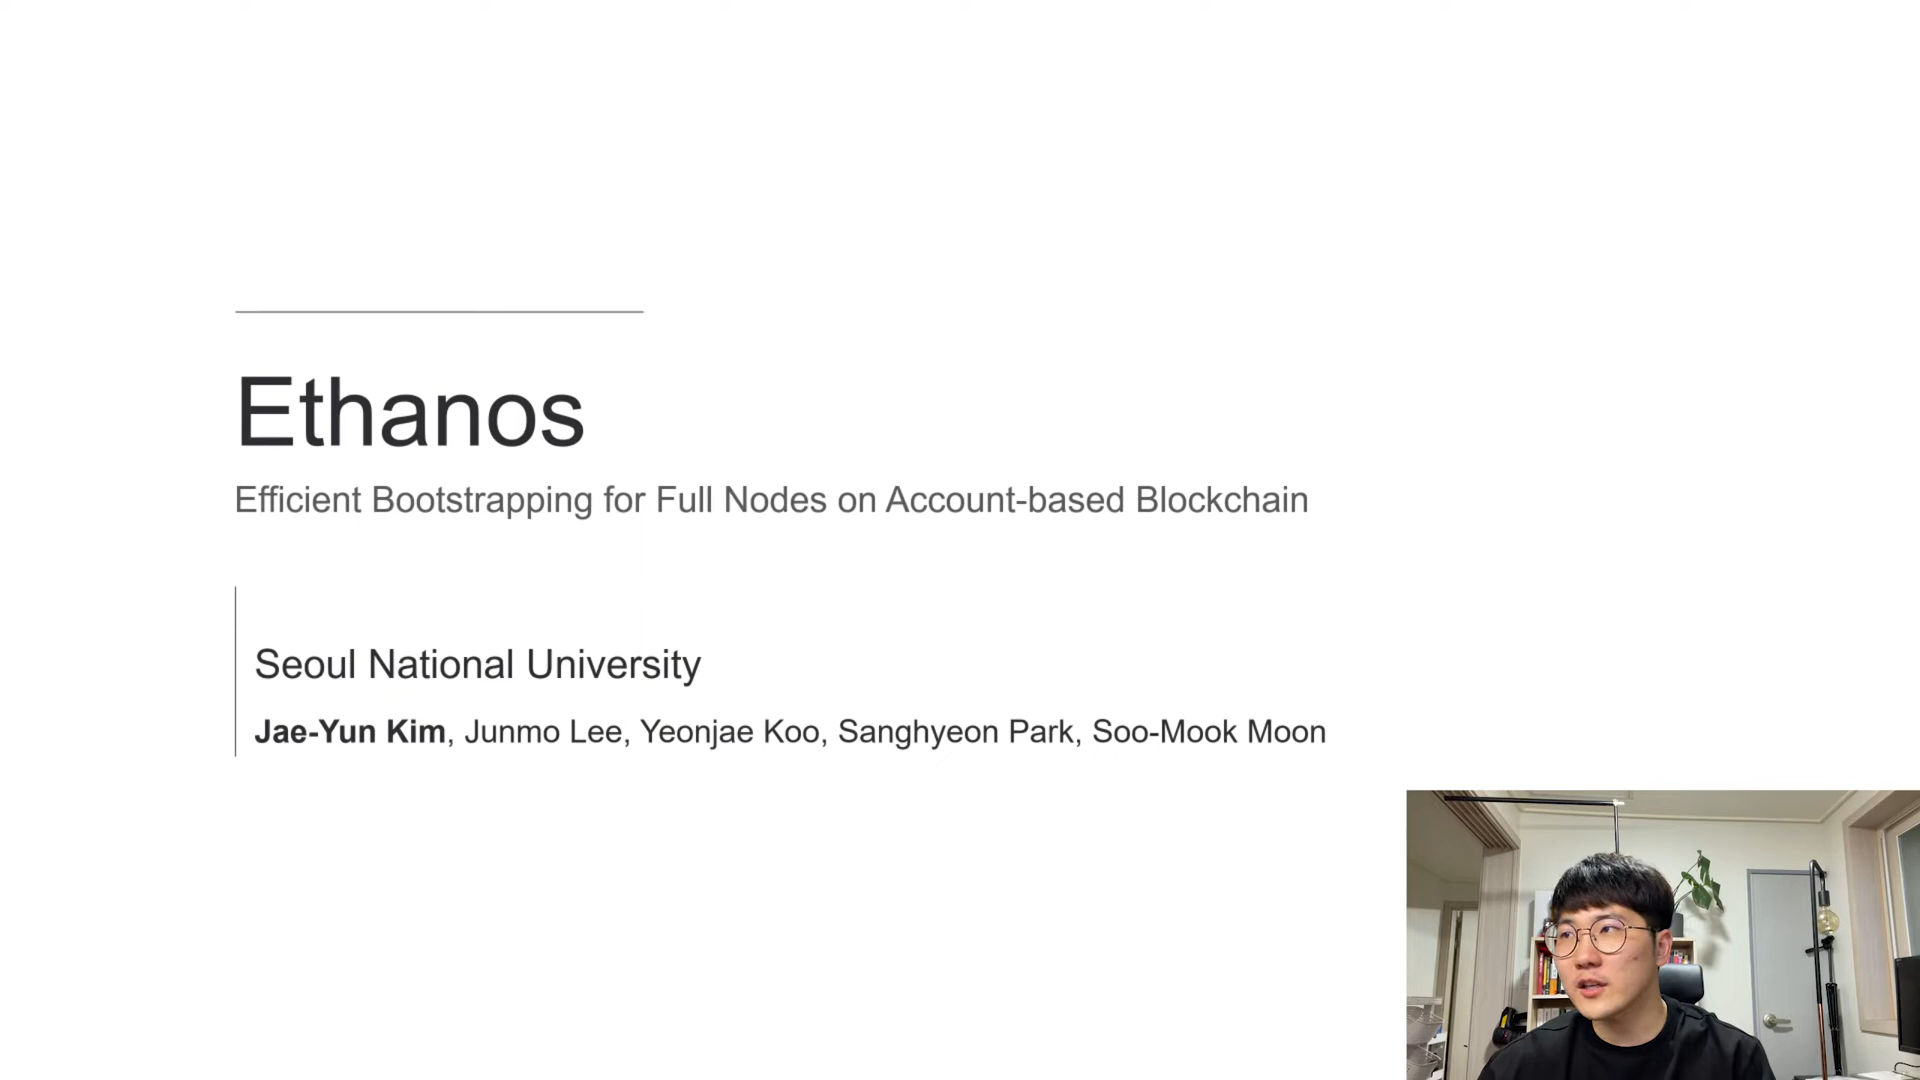 Ethanos
Efficient Bootstrapping for Full Nodes on Account-based Blockchain
Seoul National University
Jae-Yun Kim, Junmo Lee, Yeonjae Koo, Sanghyeon Park, Soo-Mook Moon